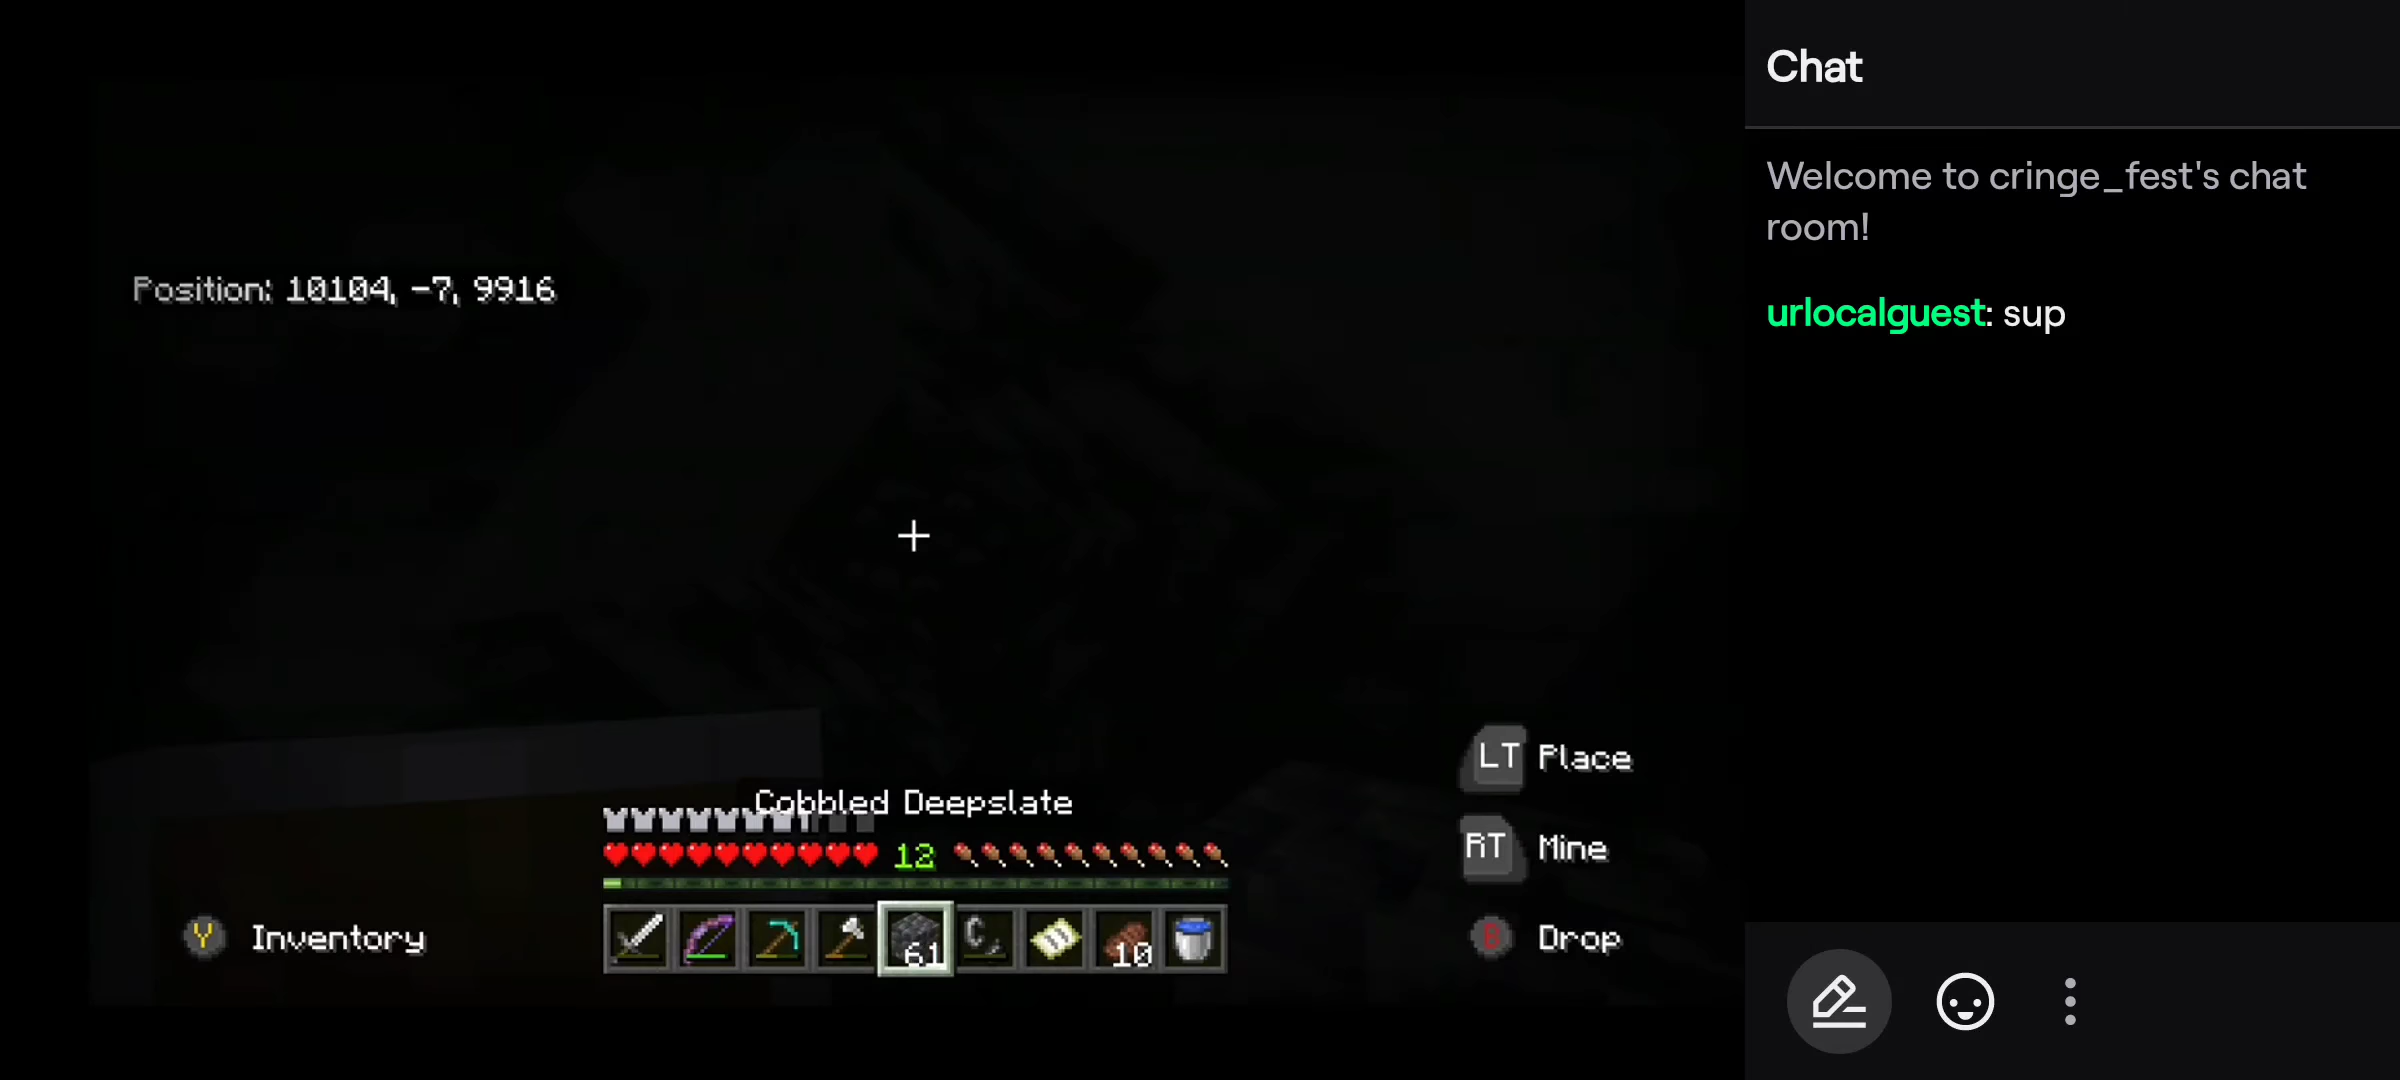 Chat
Welcome to cringe_fest's chat
room!
urlocalguest: sup
Position: 10104, -7, 9916
LT Place
Cobbled Deepslate
RT Mine
12
Y Inventory
61
10
B Drop